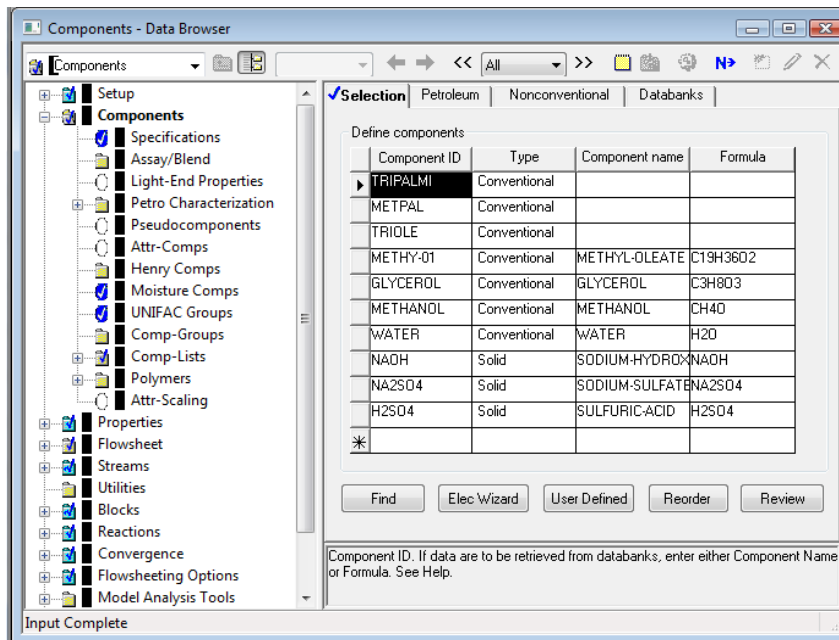 Components - Data Browser
Components
<< All >>
N
Setup
Components
Specifications
Assay/Blend
Light-End Properties
Petro Characterization
Pseudocomponents
Attr-Comps
Henry Comps
Moisture Comps
UNIFAC Groups
Comp-Groups
Comp-Lists
Polymers
Attr-Scaling
Properties
Flowsheet
Streams
Utilities
Blocks
Reactions
Convergence
Flowsheeting Options
Model Analysis Tools
Selection Petroleum Nonconventional Databanks
Define components
Component ID Type Component name Formula
TRIPALMI Conventional
METPAL Conventional
TRIOLE Conventional
METHY-01 Conventional METHYL-OLEATE C19H36O2
GLYCEROL Conventional GLYCEROL C3H8O3
METHANOL Conventional METHANOL CH4O
WATER Conventional WATER H2O
NAOH Solid SODIUM-HYDROX NAOH
NA2SO4 Solid SODIUM-SULFATE NA2SO4
H2SO4 Solid SULFURIC-ACID H2SO4
Find Elec Wizard User Defined Reorder Review
Component ID. If data are to be retrieved from databanks, enter either Component Name
or Formula. See Help.
Input Complete